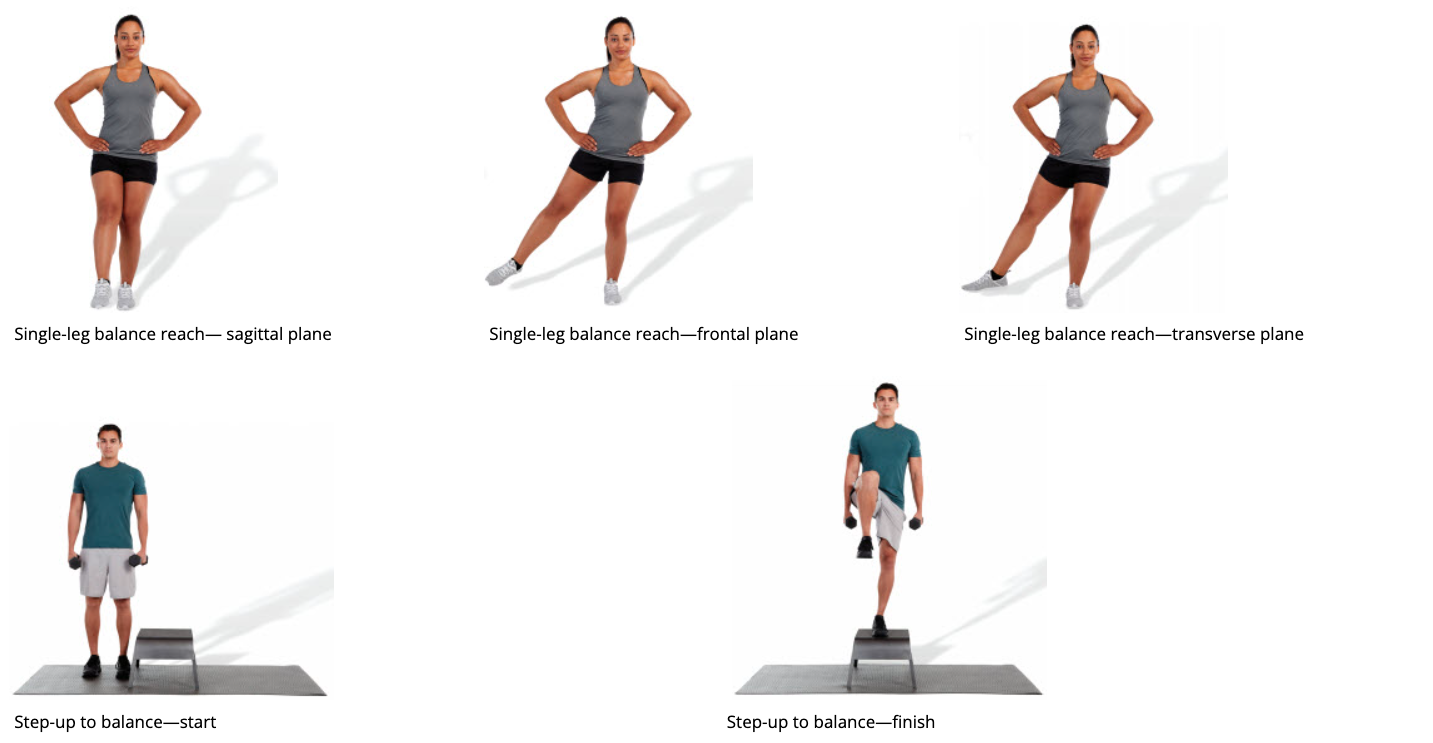 Single-leg balance reach— sagittal plane
Single-leg balance reach—frontal plane
Single-leg balance reach—transverse plane
Step-up to balance—start
Step-up to balance—finish